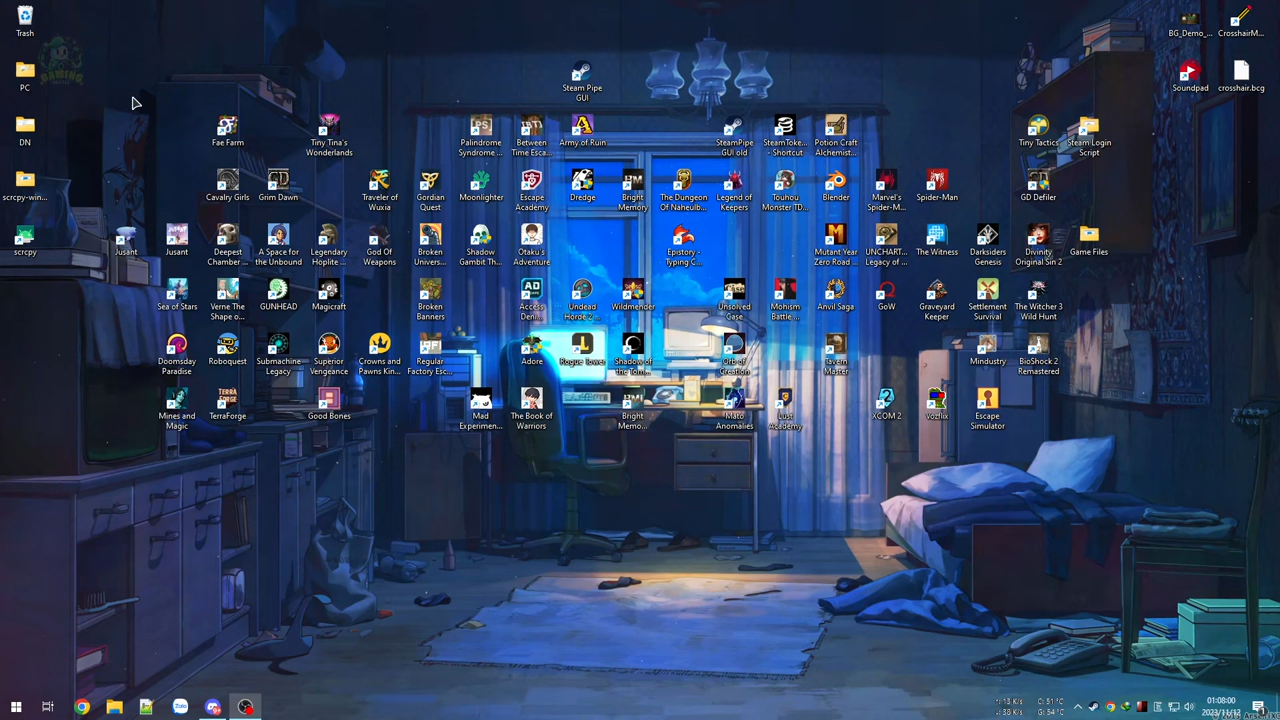 Trash
GAMING
PC
DN
scrcpy-win...
scrcpy
Jusant
Jusant
Sea of Stars
Doomsday
Paradise
Mines and
Magic
Fae Farm
Cavalry Girls
Deepest
Chamber ...
Verne The
Shape o...
Roboquest
TerraForge
Grim Dawn
A Space for
the Unbound
GUNHEAD
Submachine
Legacy
Tiny Tina's
Wonderlands
Legendary
Hoplite ...
Magicraft
Superior
Vengeance
Good Bones
Traveler of
Wuxia
God Of
Weapons
Crowns and
Pawns Kin...
Gordian
Quest
Broken
Univers...
Broken
Banners
Regular
Factory Esc...
Palindrome
Syndrome ...
Moonlighter
Shadow
Gambit Th...
Mad
Experimen...
Between
Time Esca...
Escape
Academy
Otaku's
Adventure
Access
Deni...
Adore
The Book of
Warriors
Steam Pipe
GUI
Army of Ruin
Dredge
Undead
Horde 2 ...
Rogue Tower
Bright
Memory
Wildmender
Shadow of
the Tom...
Bright
Memo...
The Dungeon
Of Naheulb...
Epistory
- Typing C...
SteamPipe
GUI old
Legend of
Keepers
Unsolved
Case
Orb of
Creation
Mato
Anomalies
SteamToke...
- Shortcut
Touhou
Monster TD...
Mohism
Battle ...
Lust
Academy
Potion Craft
Alchemist...
Blender
Mutant Year
Zero Road ...
Anvil Saga
Tavern
Master
Marvel's
Spider-M...
UNCHART...
Legacy of ...
GoW
XCOM 2
Spider-Man
The Witness
Graveyard
Keeper
vozflix
Darksiders
Genesis
Settlement
Survival
Mindustry
Escape
Simulator
Tiny Tactics
GD Defiler
Divinity
Original Sin 2
The Witcher 3
Wild Hunt
BioShock 2
Remastered
Steam Login
Script
Game Files
BG_Demo_...
Soundpad
CrosshairM...
crosshair.bcg
Zalo
C: 51 °C
G: 54 °C
01:08:00
2023/11/12